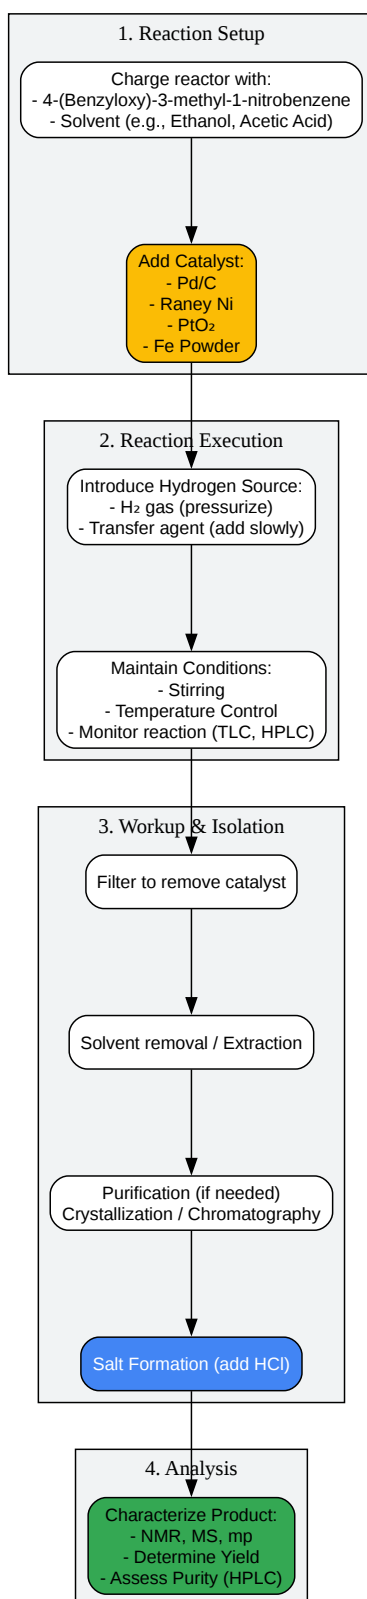 1. Reaction Setup
Charge reactor with:
- 4-(Benzyloxy)-3-methyl-1-nitrobenzene
- Solvent (e.g., Ethanol, Acetic Acid)
Add Catalyst:
- Pd/C
- Raney Ni
- PtO₂
- Fe Powder
2. Reaction Execution
Introduce Hydrogen Source:
- H₂ gas (pressurize)
- Transfer agent (add slowly)
Maintain Conditions:
- Stirring
- Temperature Control
- Monitor reaction (TLC, HPLC)
3. Workup & Isolation
Filter to remove catalyst
Solvent removal / Extraction
Purification (if needed)
Crystallization / Chromatography
Salt Formation (add HCl)
4. Analysis
Characterize Product:
- NMR, MS, mp
- Determine Yield
- Assess Purity (HPLC)